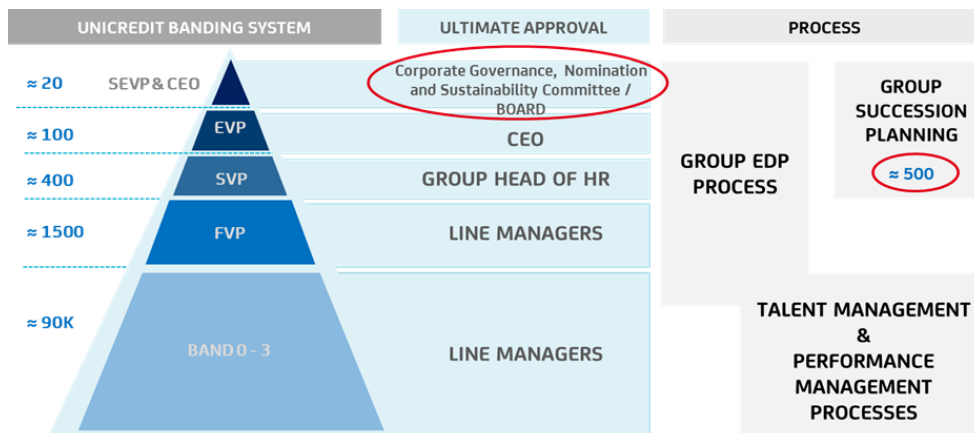 UNICREDIT BANDING SYSTEM
ULTIMATE APPROVAL
PROCESS
≈ 20
SEVP & CEO
Corporate Governance, Nomination
and Sustainability Committee /
BOARD
≈ 100
EVP
CEO
≈ 400
SVP
GROUP HEAD OF HR
≈ 1500
FVP
LINE MANAGERS
≈ 90K
BAND 0 - 3
LINE MANAGERS
GROUP EDP
PROCESS
GROUP
SUCCESSION
PLANNING
≈ 500
TALENT MANAGEMENT
&
PERFORMANCE
MANAGEMENT
PROCESSES